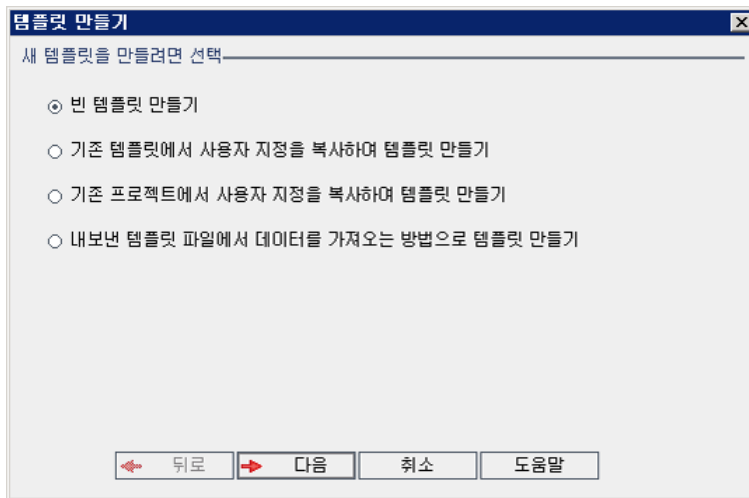 템플릿 만들기
새 템플릿을 만들려면 선택
빈 템플릿 만들기
기존 템플릿에서 사용자 지정을 복사하여 템플릿 만들기
기존 프로젝트에서 사용자 지정을 복사하여 템플릿 만들기
내보낸 템플릿 파일에서 데이터를 가져오는 방법으로 템플릿 만들기
뒤로 다음 취소 도움말